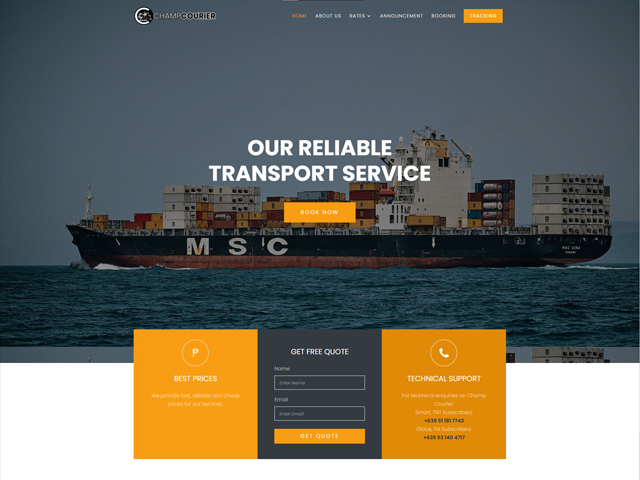 CHAMPCOURIER
HOME
ABOUT US
RATES
ANNOUNCEMENT
BOOKING
TRACKING
OUR RELIABLE
TRANSPORT SERVICE
BOOK NOW
MSC
BEST PRICES
We provide fast, reliable and cheap
prices for our services.
GET FREE QUOTE
Name
Enter Name
Email
Enter Email
GET QUOTE
TECHNICAL SUPPORT
For technical enquiries on Champ
Courier:
Smart, TNT Subscribers:
+639 51 181 7743
Globe, TM Subscribers:
+639 53 140 4717